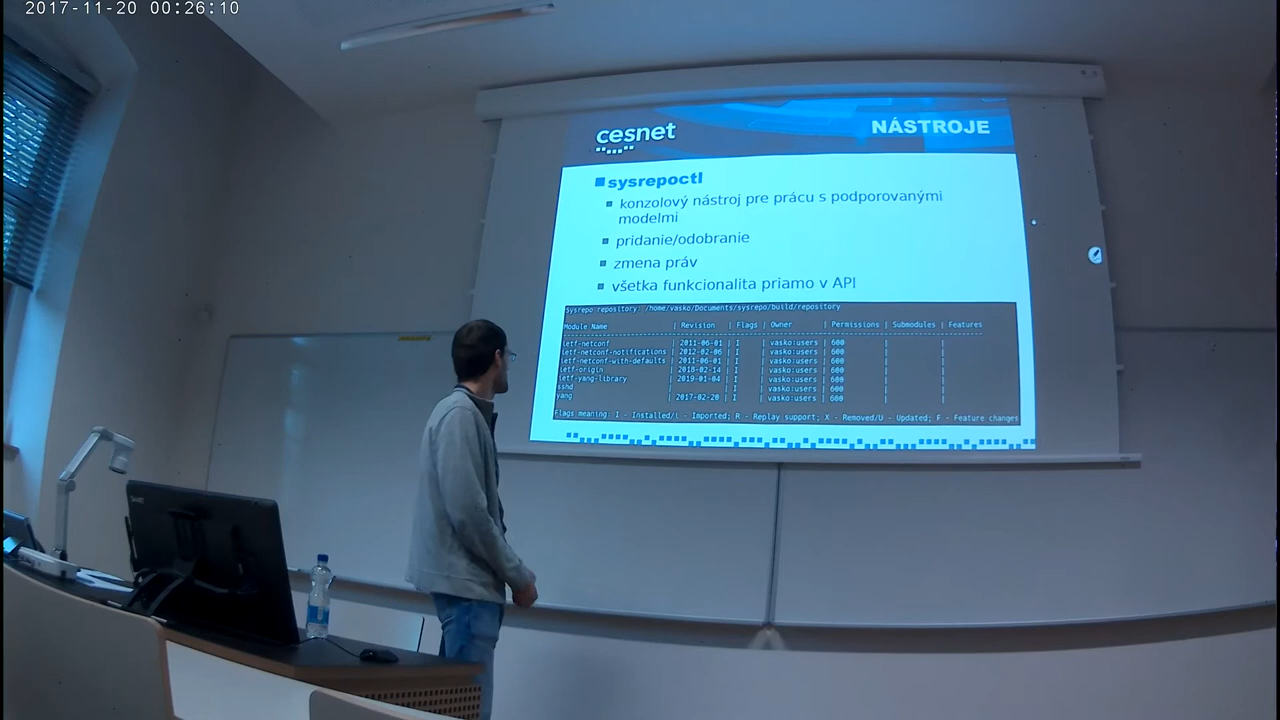 2017-11-20 00:26:10
cesnet
NÁSTROJE
sysrepoctl
konzolový nástroj pre prácu s podporovanými
modelmi
pridanie/odobranie
zmena práv
všetka funkcionalita priamo v API
Sysrepo repository: /home/vasko/Documents/sysrepo/build/repository
Module Name | Revision | Flags | Owner | Permissions | Submodules | Features
ietf-netconf | 2011-06-01 | I | vasko:users | 600 | |
ietf-netconf-notifications | 2012-02-06 | I | vasko:users | 600 | |
ietf-netconf-with-defaults | 2011-06-01 | I | vasko:users | 600 | |
ietf-origin | 2018-02-14 | I | vasko:users | 600 | |
ietf-yang-library | 2019-01-04 | I | vasko:users | 600 | |
sshd | | I | vasko:users | 600 | |
yang | 2017-02-20 | I | vasko:users | 600 | |
Flags meaning: I - Installed/i - Imported; R - Replay support; X - Removed/U - Updated; F - Feature changes